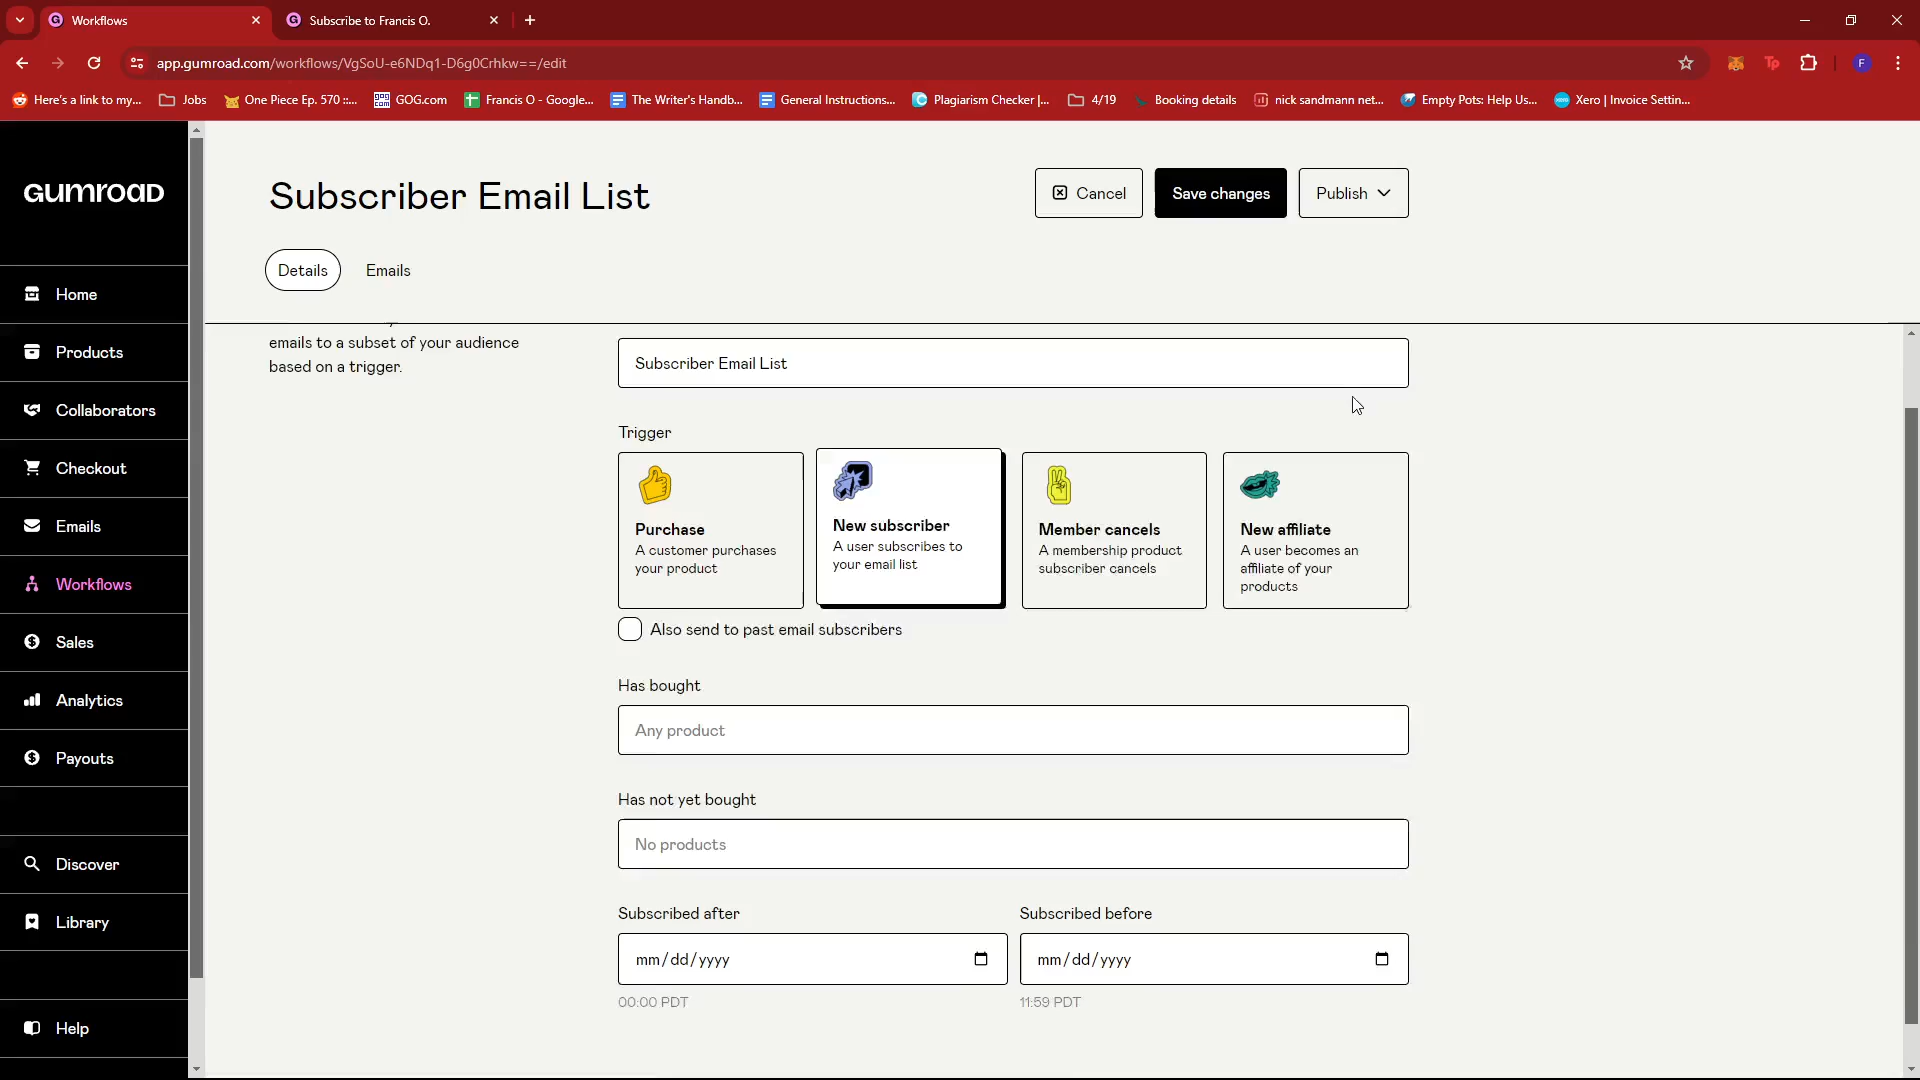 Workflows
Subscribe to Francis O.
app.gumroad.com/workflows/VgSoU-e6NDq1-D6g0Crhkw==/edit
Tp
F
Here's a link to my...
Jobs
One Piece Ep. 570 ::...
GOG.com
Francis O - Google...
The Writer's Handb...
General Instructions...
Plagiarism Checker |...
4/19
Booking details
nick sandmann net...
Empty Pots: Help Us...
Xero | Invoice Settin...
GUMROAD
Home
Products
Collaborators
Checkout
Emails
Workflows
Sales
Analytics
Payouts
Discover
Library
Help
Subscriber Email List
Cancel
Save changes
Publish
Details
Emails
emails to a subset of your audience
based on a trigger.
Subscriber Email List
Trigger
Purchase
A customer purchases
your product
New subscriber
A user subscribes to
your email list
Member cancels
A membership product
subscriber cancels
New affiliate
A user becomes an
affiliate of your
products
Also send to past email subscribers
Has bought
Any product
Has not yet bought
No products
Subscribed after
Subscribed before
mm/dd/yyyy
mm/dd/yyyy
00:00 PDT
11:59 PDT